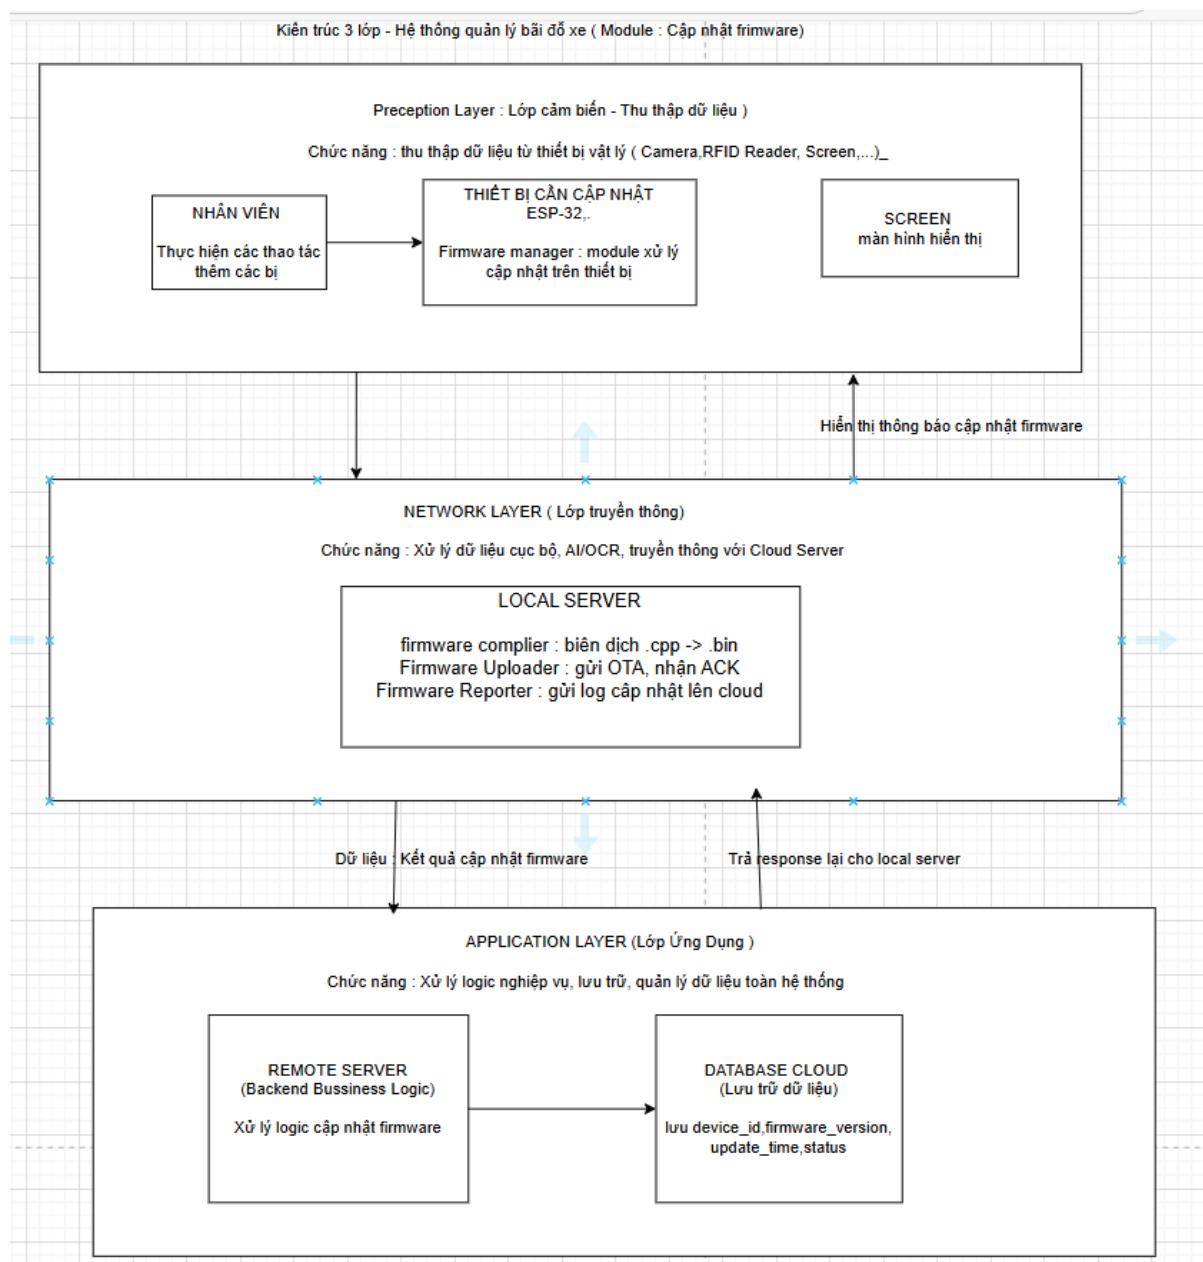 Kiến trúc 3 lớp - Hệ thống quản lý bãi đỗ xe ( Module : Cập nhật frimware)
Preception Layer : Lớp cảm biến - Thu thập dữ liệu )
Chức năng : thu thập dữ liệu từ thiết bị vật lý ( Camera,RFID Reader, Screen,...)_
NHÂN VIÊN
Thực hiện các thao tác
thêm các bị
THIẾT BỊ CẦN CẬP NHẬT
ESP-32,.
Firmware manager : module xử lý
cập nhật trên thiết bị
SCREEN
màn hình hiển thị
Hiển thị thông báo cập nhật firmware
NETWORK LAYER ( Lớp truyền thông)
Chức năng : Xử lý dữ liệu cục bộ, AI/OCR, truyền thông với Cloud Server
LOCAL SERVER
firmware complier : biên dịch .cpp -> .bin
Firmware Uploader : gửi OTA, nhận ACK
Firmware Reporter : gửi log câp nhật lên cloud
Dữ liệu : Kết quả cập nhật firmware
Trả response lại cho local server
APPLICATION LAYER (Lớp Ứng Dụng )
Chức năng : Xử lý logic nghiệp vụ, lưu trữ, quản lý dữ liệu toàn hệ thống
REMOTE SERVER
(Backend Bussiness Logic)
Xử lý logic cập nhật firmware
DATABASE CLOUD
(Lưu trữ dữ liệu)
lưu device_id,firmware_version,
update_time,status